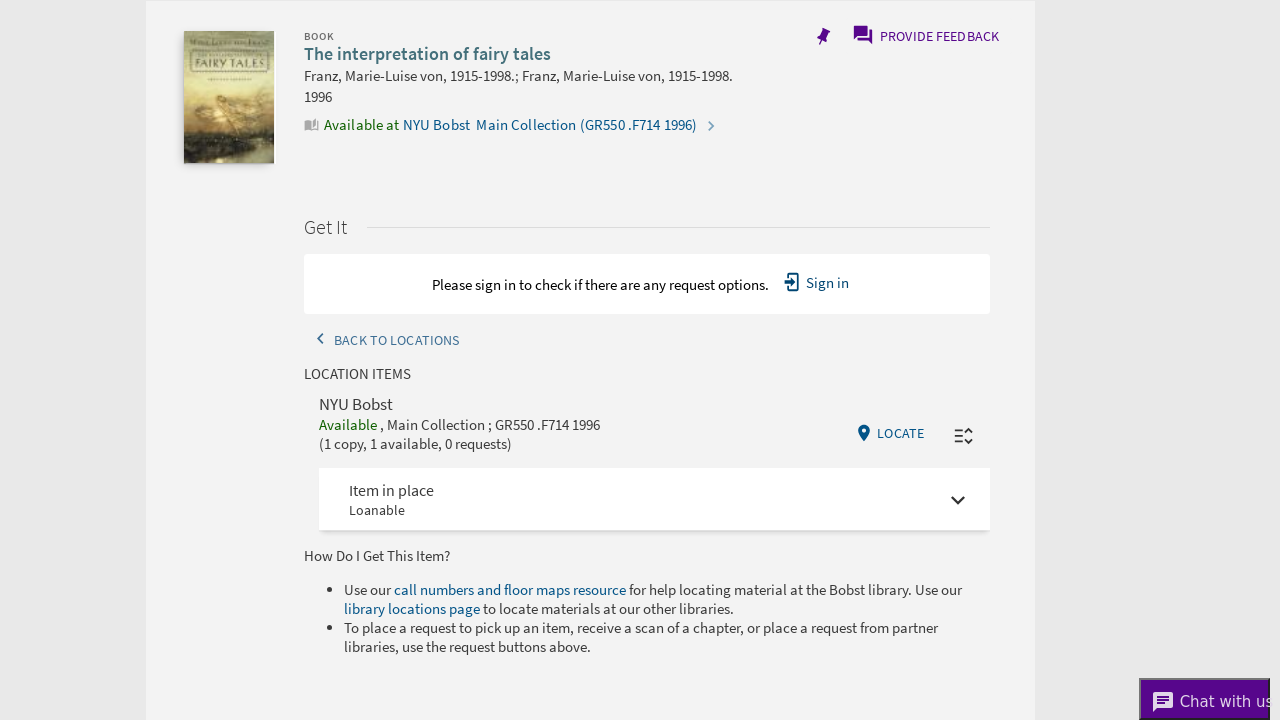 BOOK
The interpretation of fairy tales
Franz, Marie-Luise von, 1915-1998.; Franz, Marie-Luise von, 1915-1998.
1996
Available at NYU Bobst Main Collection (GR550 .F714 1996)
PROVIDE FEEDBACK
FAIRY TALES
Get It
Please sign in to check if there are any request options. Sign in
BACK TO LOCATIONS
LOCATION ITEMS
NYU Bobst
Available , Main Collection ; GR550 .F714 1996
(1 copy, 1 available, 0 requests)
LOCATE
Item in place
Loanable
How Do I Get This Item?
Use our call numbers and floor maps resource for help locating material at the Bobst library. Use our
library locations page to locate materials at our other libraries.
To place a request to pick up an item, receive a scan of a chapter, or place a request from partner
libraries, use the request buttons above.
Chat with us